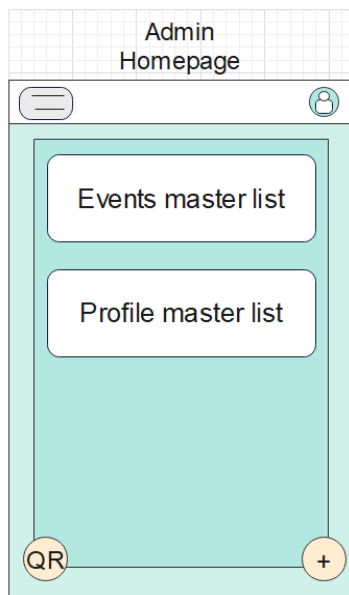 Admin
Homepage
Events master list
Profile master list
QR
+